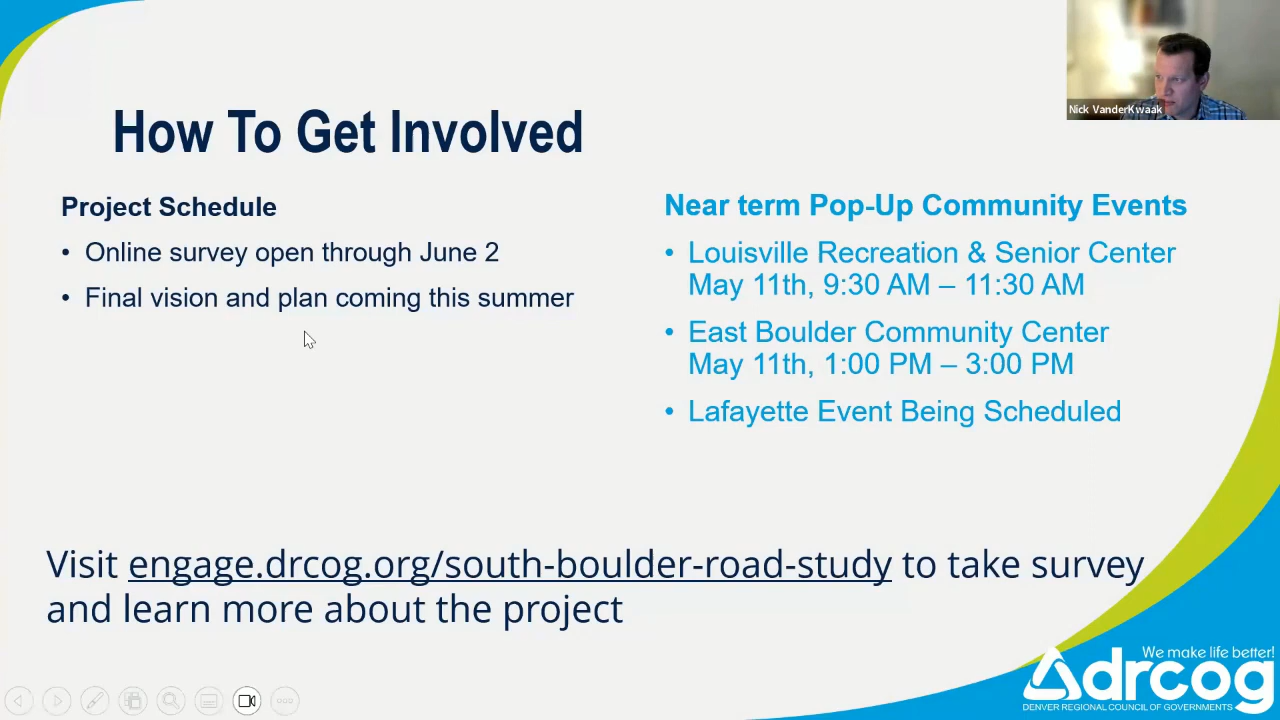 Nick VanderKwaak
How To Get Involved
Project Schedule
• Online survey open through June 2
• Final vision and plan coming this summer
Near term Pop-Up Community Events
• Louisville Recreation & Senior Center
May 11th, 9:30 AM – 11:30 AM
• East Boulder Community Center
May 11th, 1:00 PM – 3:00 PM
• Lafayette Event Being Scheduled
Visit engage.drcog.org/south-boulder-road-study to take survey
and learn more about the project
We make life better!
drcog
DENVER REGIONAL COUNCIL OF GOVERNMENTS